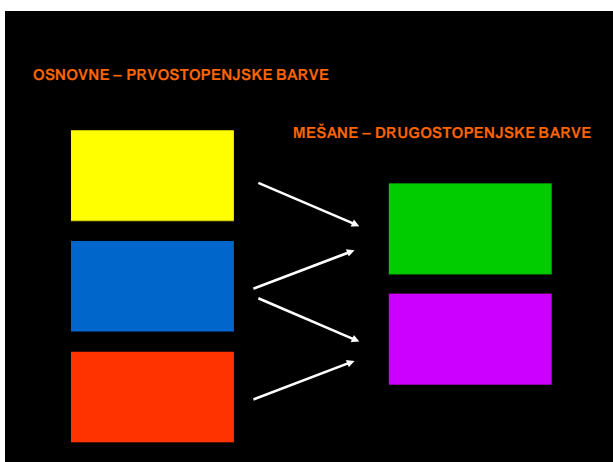 OSNOVNE – PRVOSTOPENJSKE BARVE
MEŠANE – DRUGOSTOPENJSKE BARVE